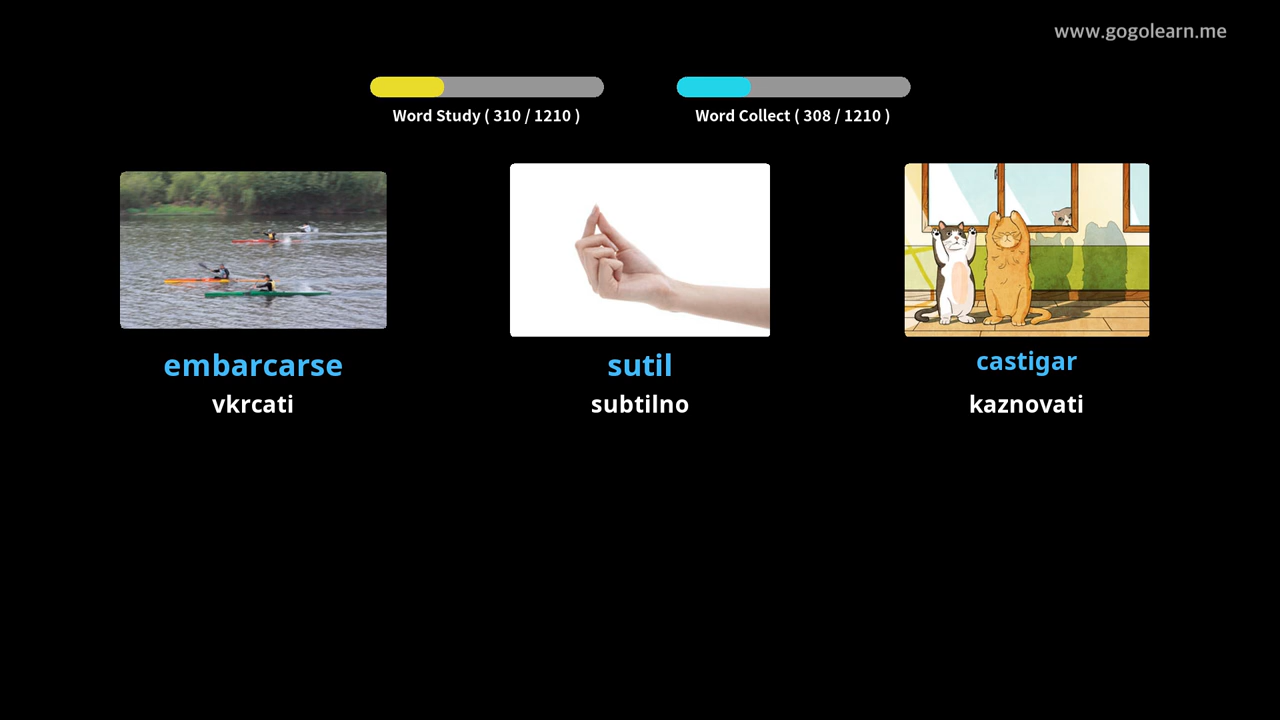 www.gogolearn.me
Word Study ( 310 / 1210 )
Word Collect ( 308 / 1210 )
embarcarse
vkrcati
sutil
subtilno
castigar
kaznovati